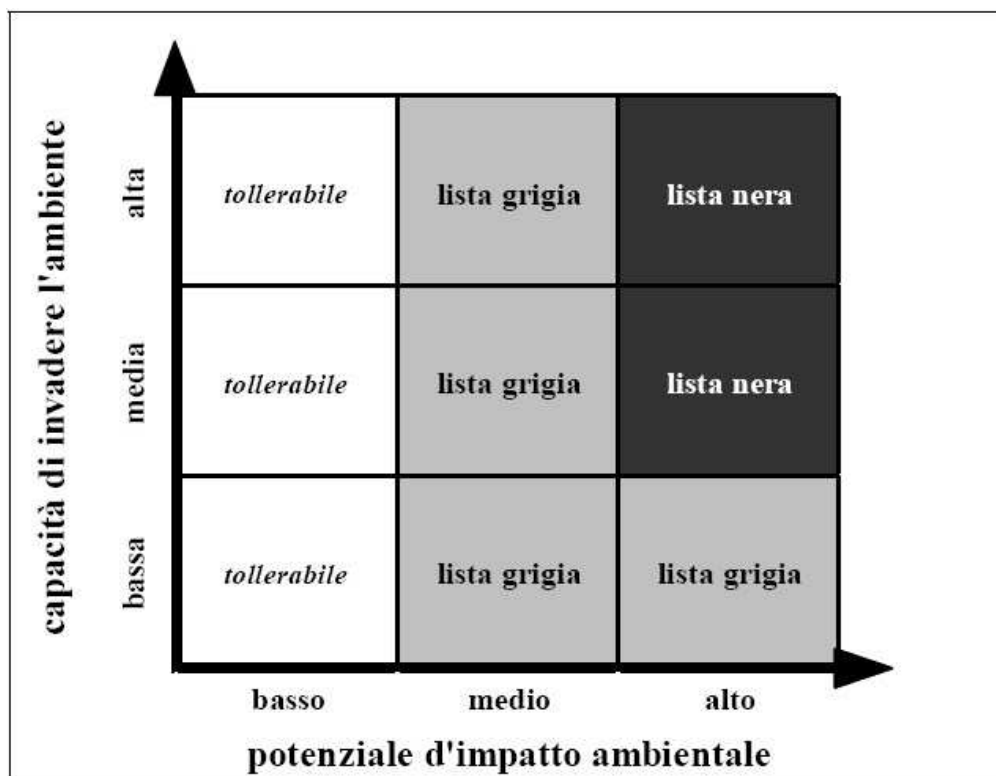 capacità di invadere l'ambiente
alta
tollerabile
lista grigia
lista nera
media
tollerabile
lista grigia
lista nera
bassa
tollerabile
lista grigia
lista grigia
basso
medio
alto
potenziale d'impatto ambientale